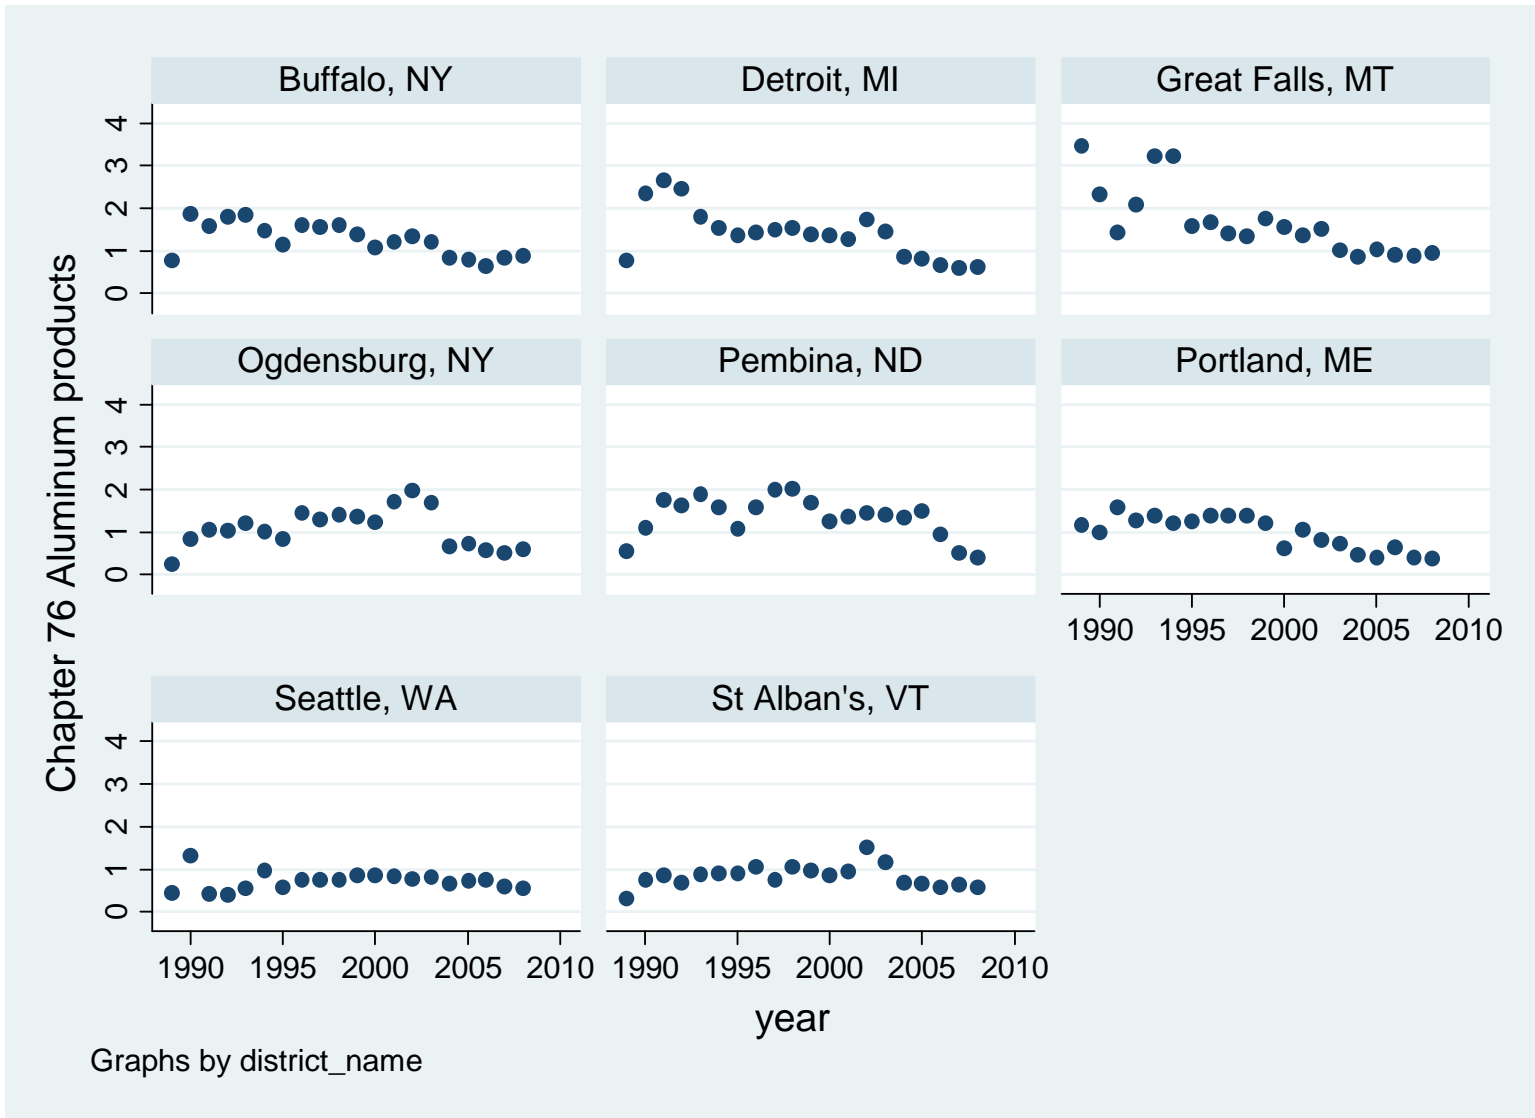 Buffalo, NY
Detroit, MI
Great Falls, MT
4
3
2
1
0
Ogdensburg, NY
Pembina, ND
Portland, ME
4
3
2
1
0
1990 1995 2000 2005 2010
Seattle, WA
St Alban's, VT
4
3
2
1
0
1990 1995 2000 2005 2010
1990 1995 2000 2005 2010
Chapter 76 Aluminum products
year
Graphs by district_name